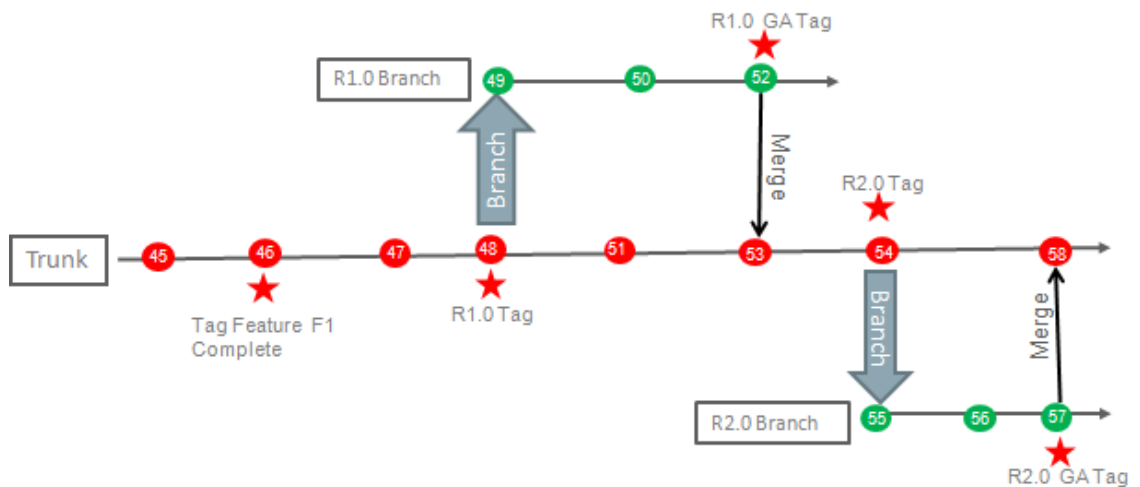 R1.0 GA Tag
R1.0 Branch
49
50
52
Branch
Merge
R2.0 Tag
Trunk
45
46
47
48
51
53
54
58
Tag Feature F1
Complete
R1.0 Tag
Branch
Merge
R2.0 Branch
55
56
57
R2.0 GA Tag